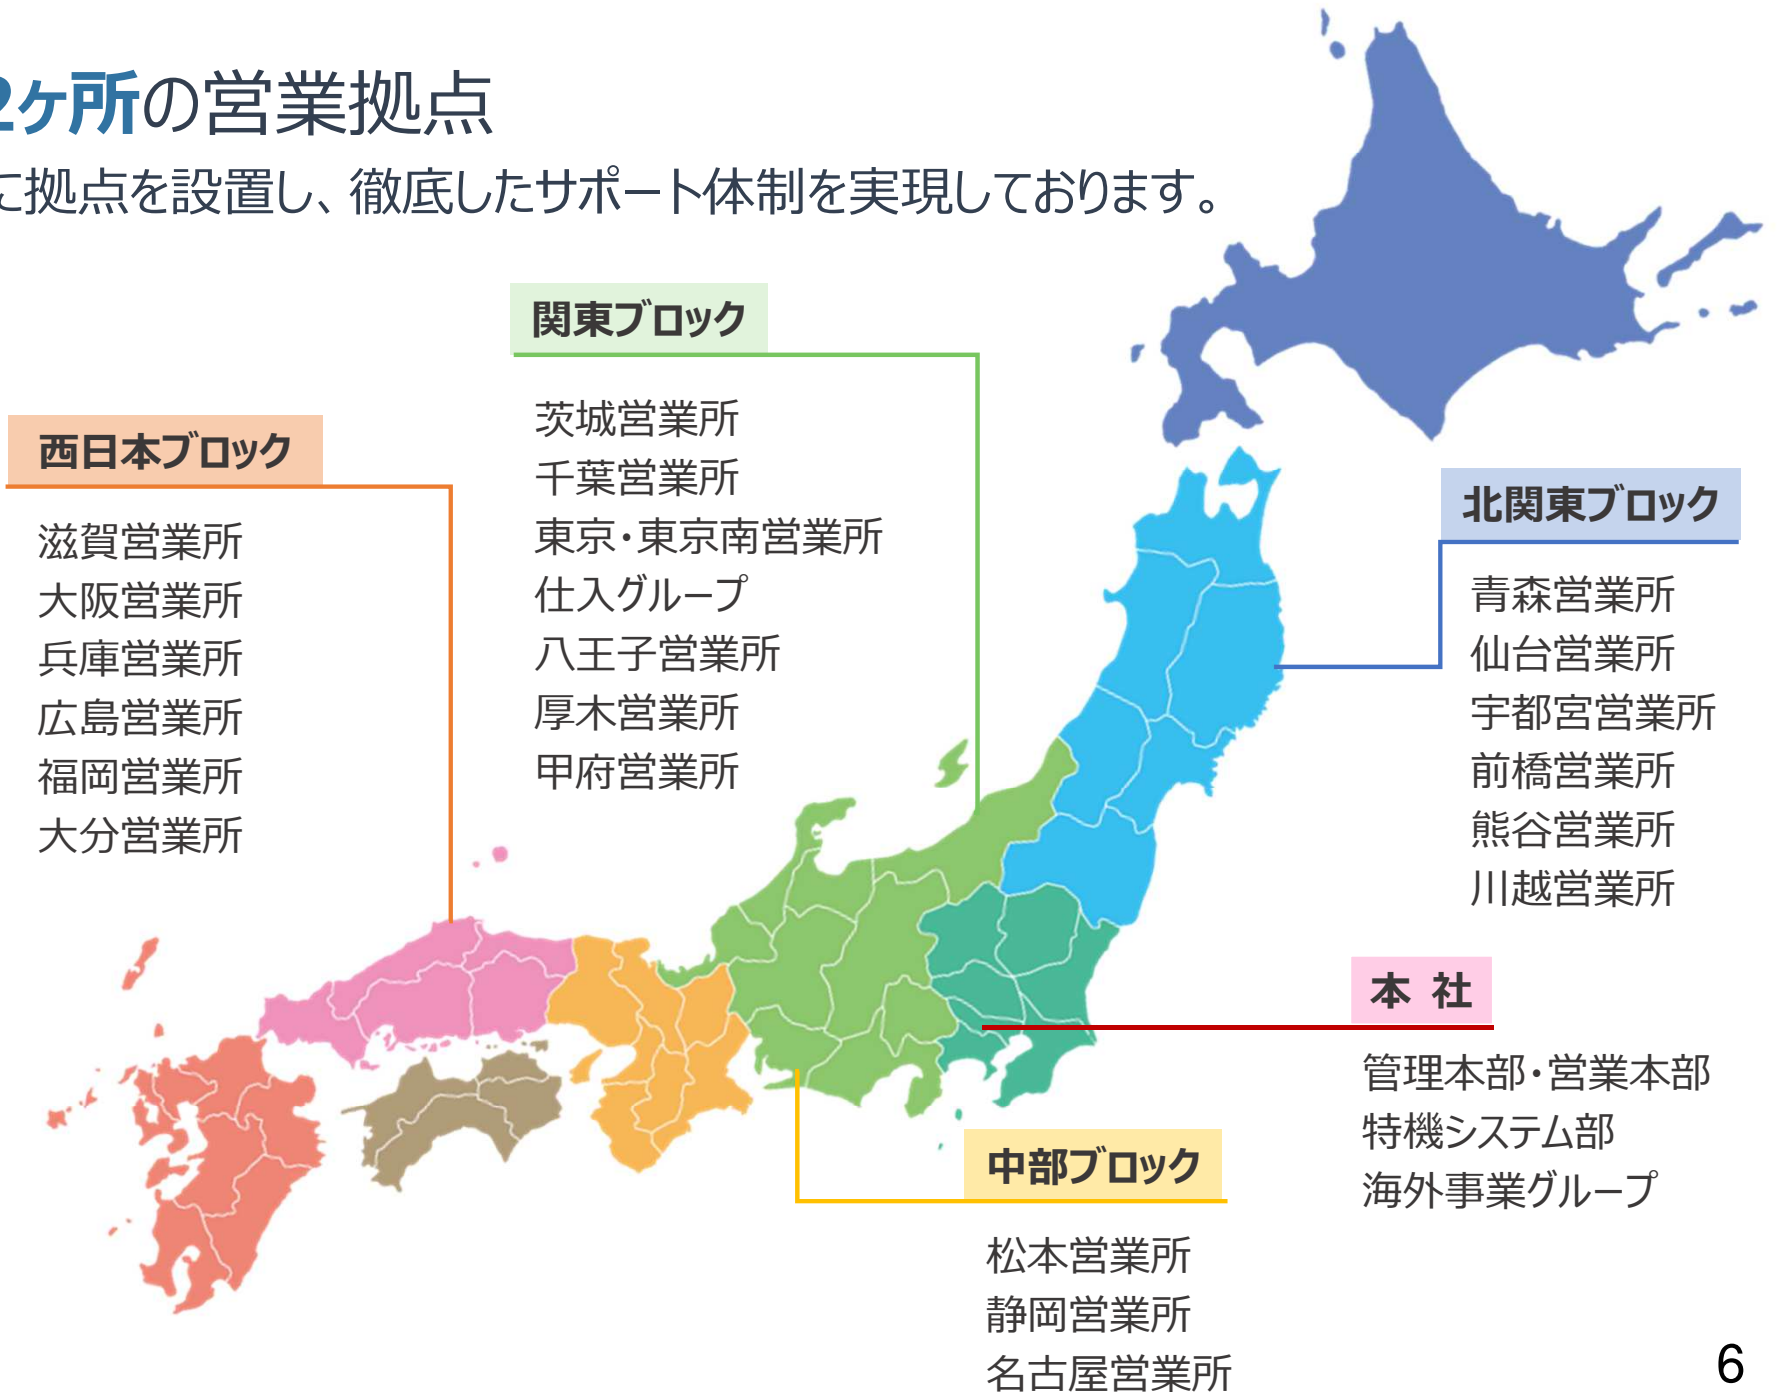 2ヶ所の営業拠点
に拠点を設置し、徹底したサポート体制を実現しております。
関東ブロック
茨城営業所
千葉営業所
東京・東京南営業所
仕入グループ
八王子営業所
厚木営業所
甲府営業所
西日本ブロック
滋賀営業所
大阪営業所
兵庫営業所
広島営業所
福岡営業所
大分営業所
北関東ブロック
青森営業所
仙台営業所
宇都宮営業所
前橋営業所
熊谷営業所
川越営業所
本 社
管理本部・営業本部
特機システム部
海外事業グループ
中部ブロック
松本営業所
静岡営業所
名古屋営業所
6